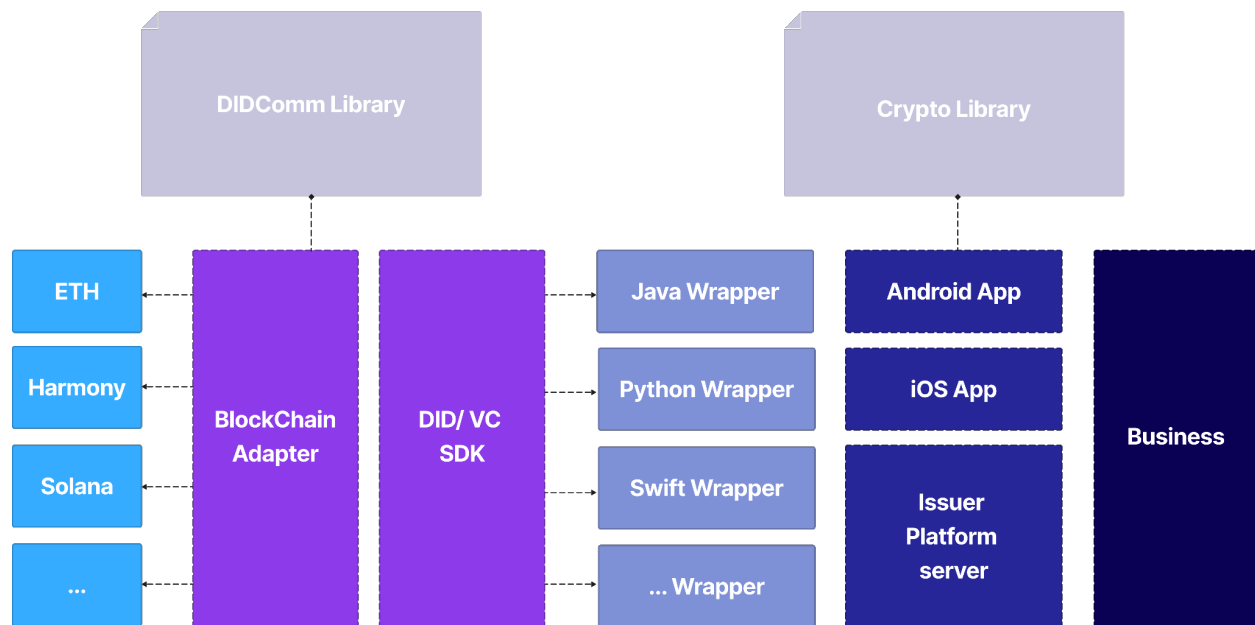 DIDComm Library
Crypto Library
ETH
Harmony
Solana
...
BlockChain
Adapter
DID/ VC
SDK
Java Wrapper
Python Wrapper
Swift Wrapper
... Wrapper
Android App
iOS App
Issuer
Platform
server
Business